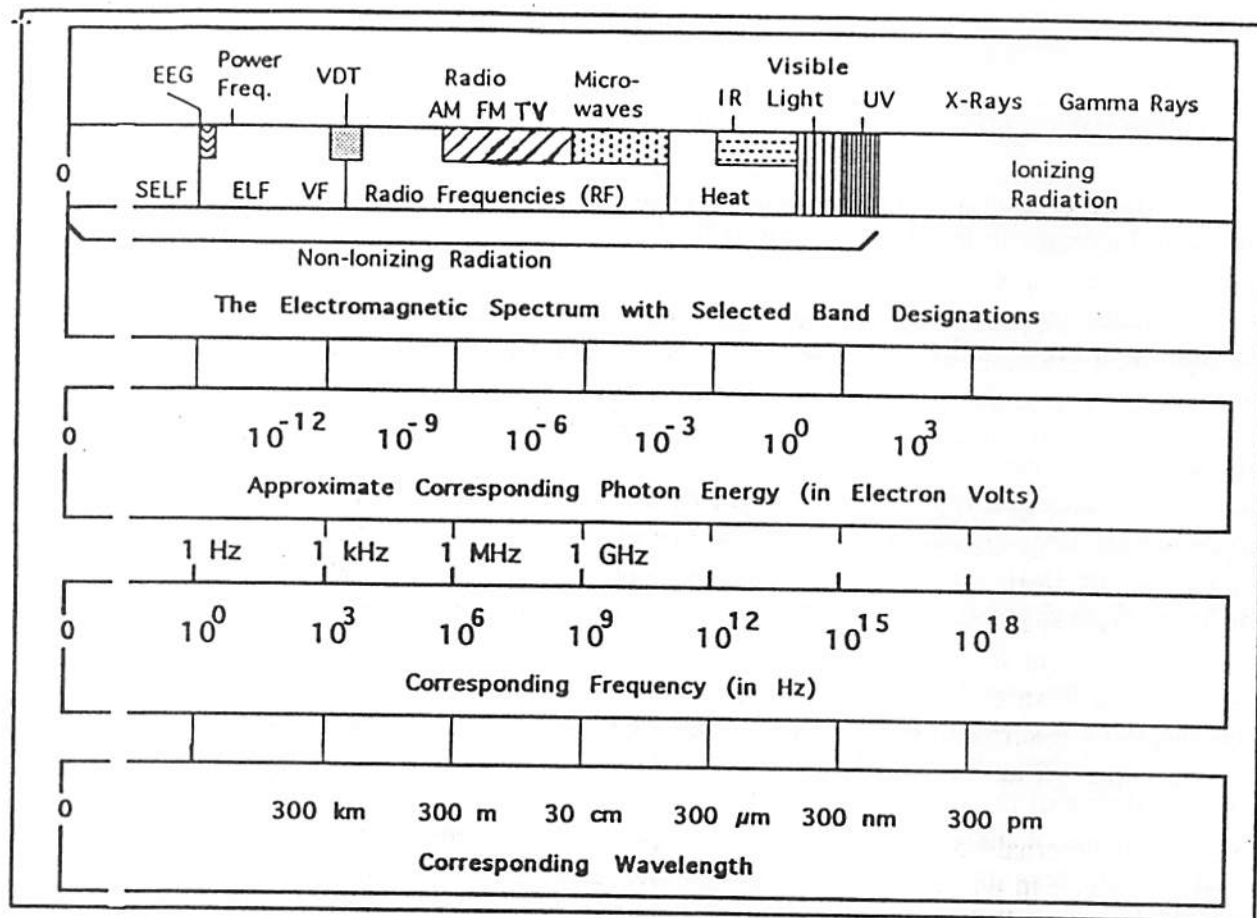 Visible
Power
EEG Freq. VDT Radio Micro-
AM FM TV waves IR Light UV X-Rays Gamma Rays
0
SELF ELF VF Radio Frequencies (RF) Heat Ionizing
Radiation
Non-Ionizing Radiation
The Electromagnetic Spectrum with Selected Band Designations
0 10^-12 10^-9 10^-6 10^-3 10^0 10^3
Approximate Corresponding Photon Energy (in Electron Volts)
1 Hz 1 kHz 1 MHz 1 GHz
0 10^0 10^3 10^6 10^9 10^12 10^15 10^18
Corresponding Frequency (in Hz)
0 300 km 300 m 30 cm 300 μm 300 nm 300 pm
Corresponding Wavelength